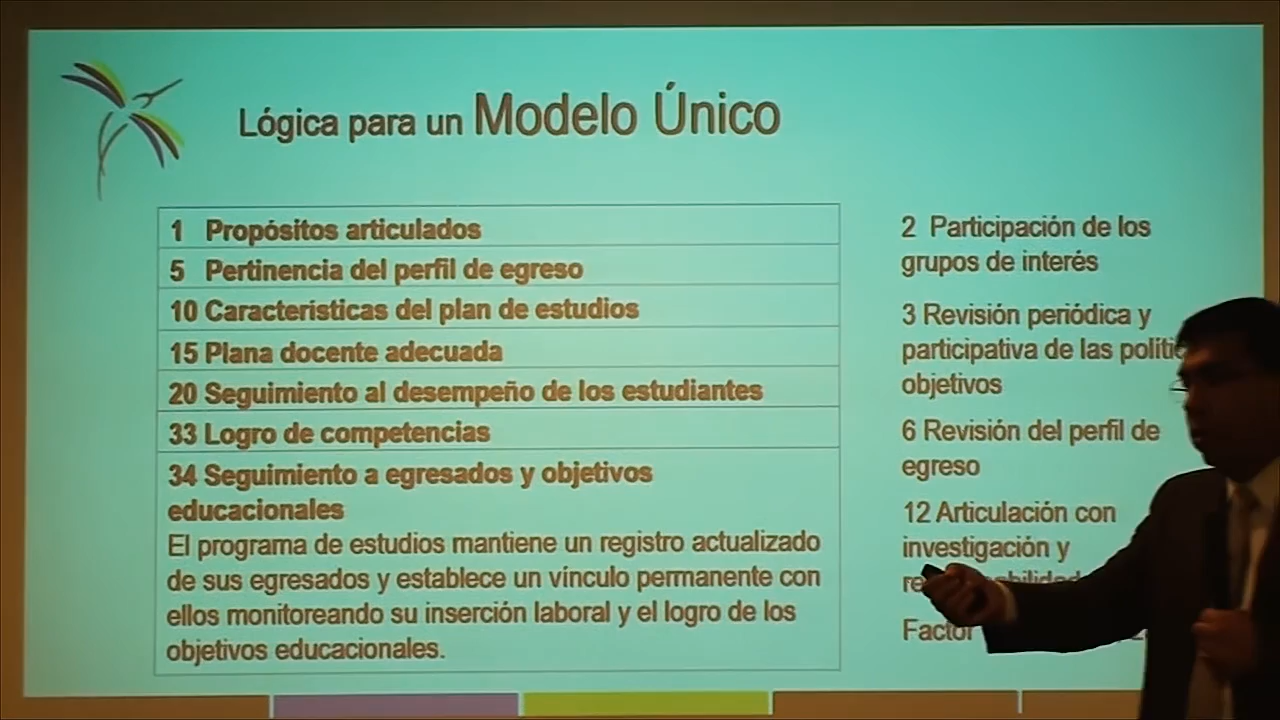 Lógica para un Modelo Único
1 Propósitos articulados
5 Pertinencia del perfil de egreso
10 Características del plan de estudios
15 Plana docente adecuada
20 Seguimiento al desempeño de los estudiantes
33 Logro de competencias
34 Seguimiento a egresados y objetivos
educacionales
El programa de estudios mantiene un registro actualizado
de sus egresados y establece un vínculo permanente con
ellos monitoreando su inserción laboral y el logro de los
objetivos educacionales.
2 Participación de los
grupos de interés
3 Revisión periódica y
participativa de las
objetivos
6 Revisión del perfil de
egreso
12 Articulación con
investigación y
Factor